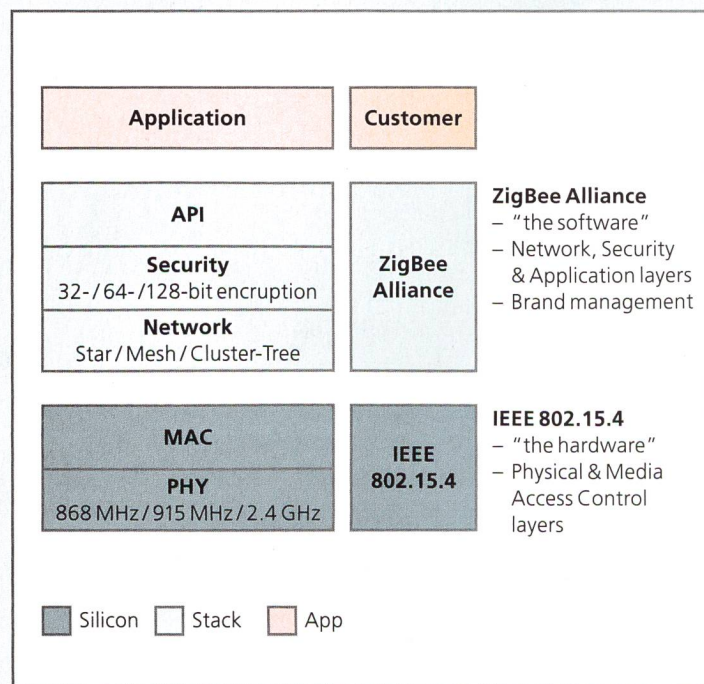 Application
Customer
API
Security
32-/64-/128-bit encruption
Network
Star/Mesh/Cluster-Tree
ZigBee
Alliance
ZigBee Alliance
– "the software"
– Network, Security
& Application layers
– Brand management
MAC
PHY
868 MHz/915 MHz/2.4 GHz
IEEE
802.15.4
IEEE 802.15.4
– "the hardware"
– Physical & Media
Access Control
layers
Silicon
Stack
App